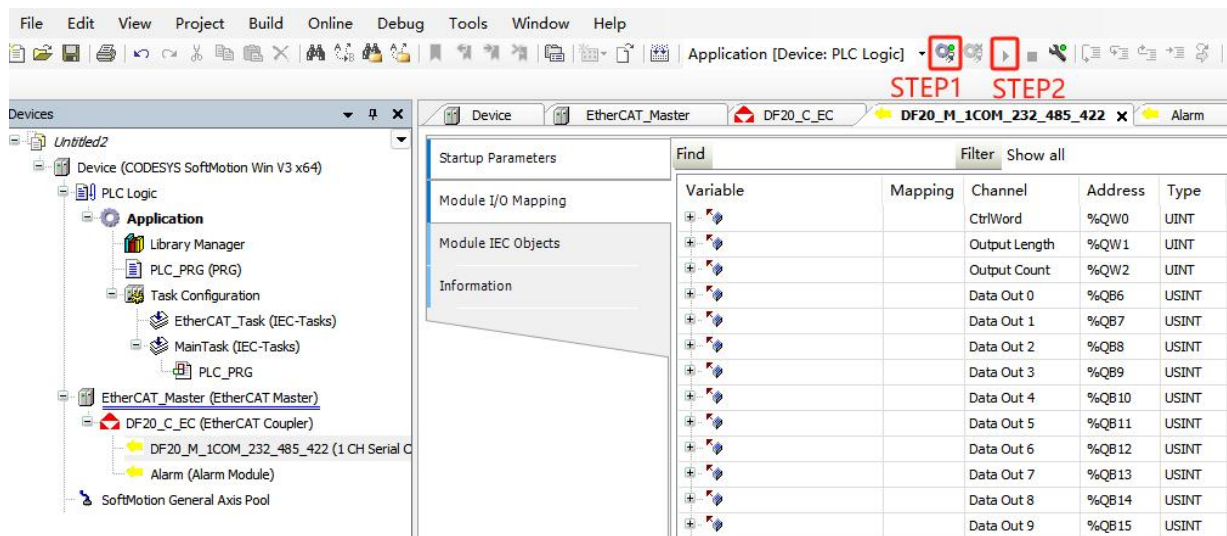 File Edit View Project Build Online Debug Tools Window Help
Application [Device: PLC Logic]
STEP1 STEP2
Devices
Device EtherCAT_Master DF20_C_EC DF20_M_1COM_232_485_422 Alarm
Untitled2
Device (CODESYS SoftMotion Win V3 x64)
PLC Logic
Application
Library Manager
PLC_PRG (PRG)
Task Configuration
EtherCAT_Task (IEC-Tasks)
MainTask (IEC-Tasks)
PLC_PRG
EtherCAT_Master (EtherCAT Master)
DF20_C_EC (EtherCAT Coupler)
DF20_M_1COM_232_485_422 (1 CH Serial C
Alarm (Alarm Module)
SoftMotion General Axis Pool
Startup Parameters
Module I/O Mapping
Module IEC Objects
Information
Find Filter Show all
Variable Mapping Channel Address Type
CtrlWord %QW0 UINT
Output Length %QW1 UINT
Output Count %QW2 UINT
Data Out 0 %QB6 USINT
Data Out 1 %QB7 USINT
Data Out 2 %QB8 USINT
Data Out 3 %QB9 USINT
Data Out 4 %QB10 USINT
Data Out 5 %QB11 USINT
Data Out 6 %QB12 USINT
Data Out 7 %QB13 USINT
Data Out 8 %QB14 USINT
Data Out 9 %QB15 USINT